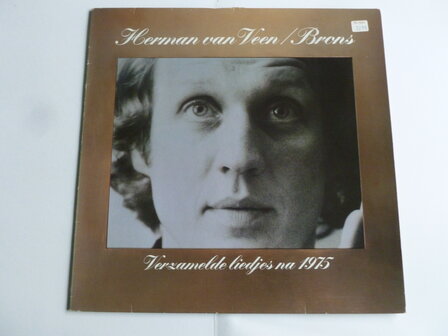 Herman van Veen / Brons
Verzamelde liedjes na 1975